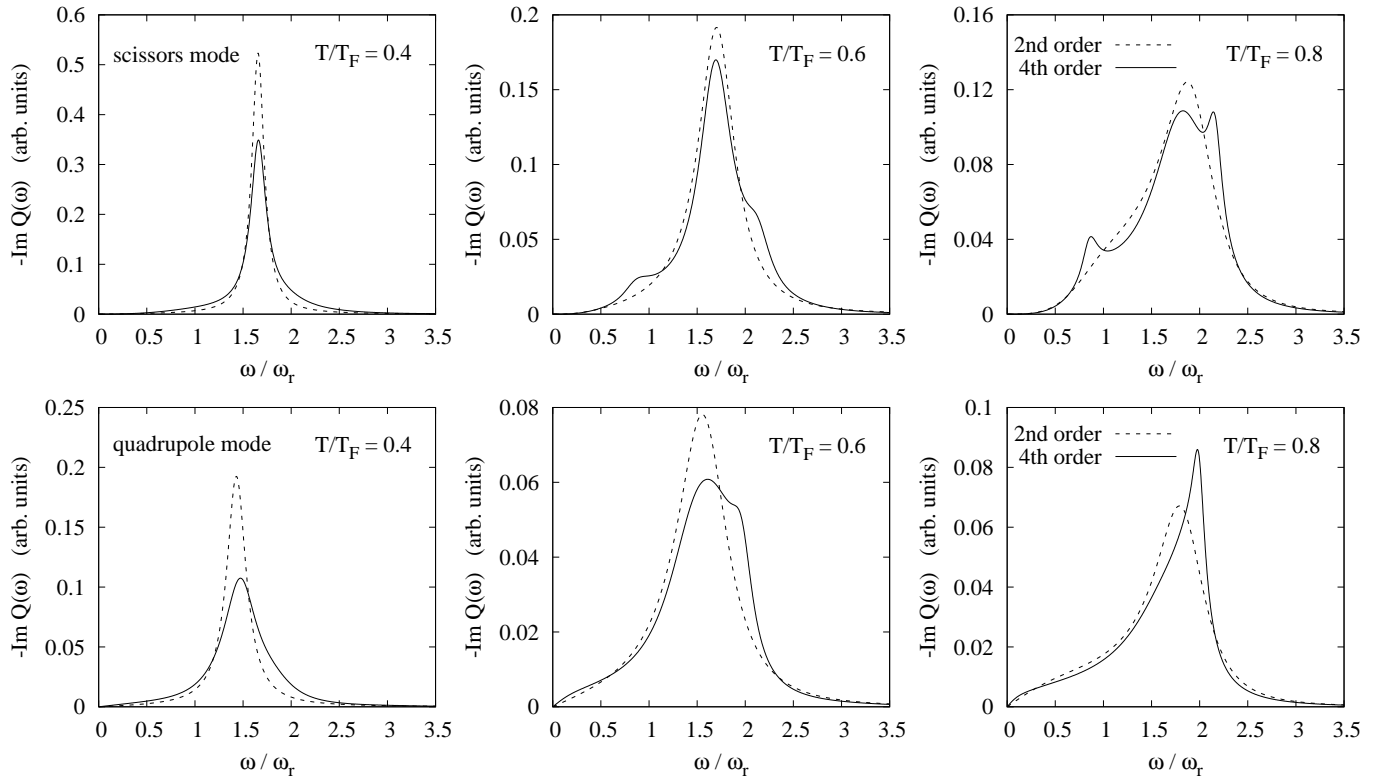 scissors mode
T/T_F = 0.4
-Im Q(ω) (arb. units)
0.6
0.5
0.4
0.3
0.2
0.1
0
0 0.5 1 1.5 2 2.5 3 3.5
ω / ω_r
T/T_F = 0.6
-Im Q(ω) (arb. units)
0.2
0.15
0.1
0.05
0
0 0.5 1 1.5 2 2.5 3 3.5
ω / ω_r
2nd order
4th order
T/T_F = 0.8
-Im Q(ω) (arb. units)
0.16
0.12
0.08
0.04
0
0 0.5 1 1.5 2 2.5 3 3.5
ω / ω_r
quadrupole mode
T/T_F = 0.4
-Im Q(ω) (arb. units)
0.25
0.2
0.15
0.1
0.05
0
0 0.5 1 1.5 2 2.5 3 3.5
ω / ω_r
T/T_F = 0.6
-Im Q(ω) (arb. units)
0.08
0.06
0.04
0.02
0
0 0.5 1 1.5 2 2.5 3 3.5
ω / ω_r
2nd order
4th order
T/T_F = 0.8
-Im Q(ω) (arb. units)
0.1
0.08
0.06
0.04
0.02
0
0 0.5 1 1.5 2 2.5 3 3.5
ω / ω_r